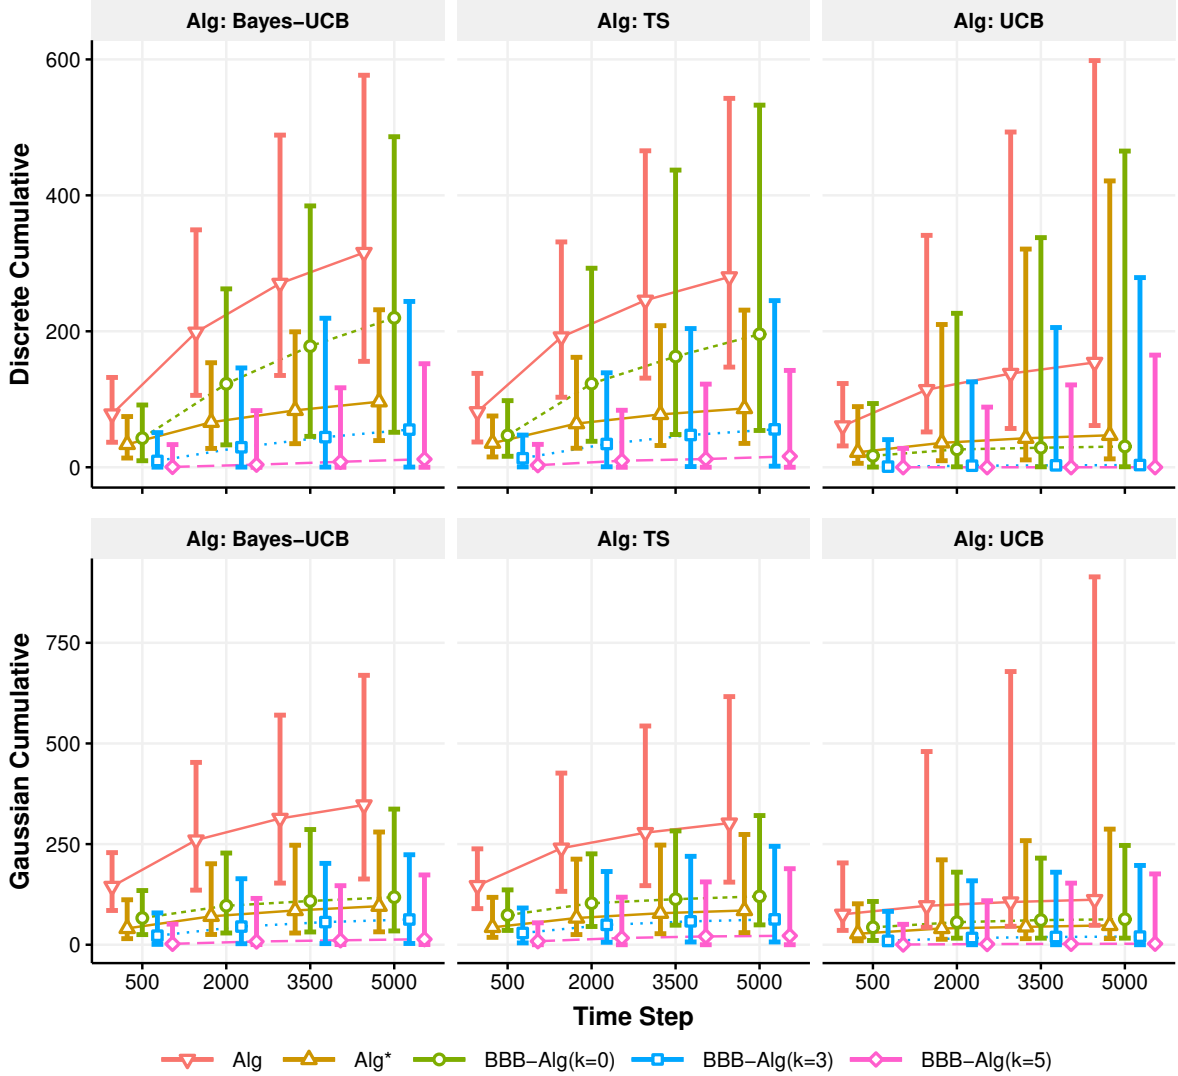 Alg: Bayes−UCB Alg: TS Alg: UCB
Discrete Cumulative
600
400
200
0
Alg: Bayes−UCB Alg: TS Alg: UCB
Gaussian Cumulative
750
500
250
0
500 2000 3500 5000 500 2000 3500 5000 500 2000 3500 5000
Time Step
Alg Alg* BBB−Alg(k=0) BBB−Alg(k=3) BBB−Alg(k=5)